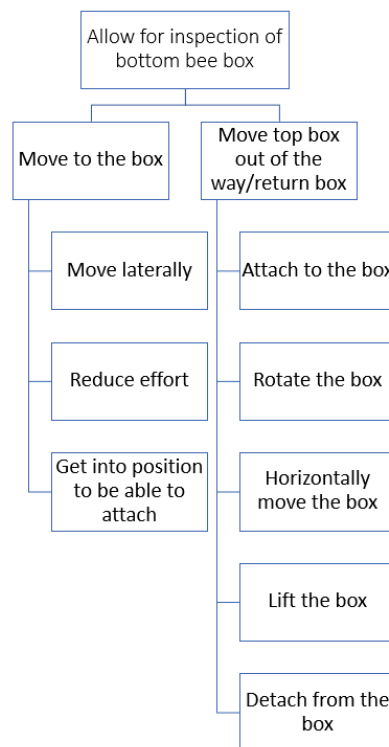 Allow for inspection of
bottom bee box
Move to the box
Move top box
out of the
way/return box
Move laterally
Reduce effort
Get into position
to be able to
attach
Attach to the box
Rotate the box
Horizontally
move the box
Lift the box
Detach from the
box